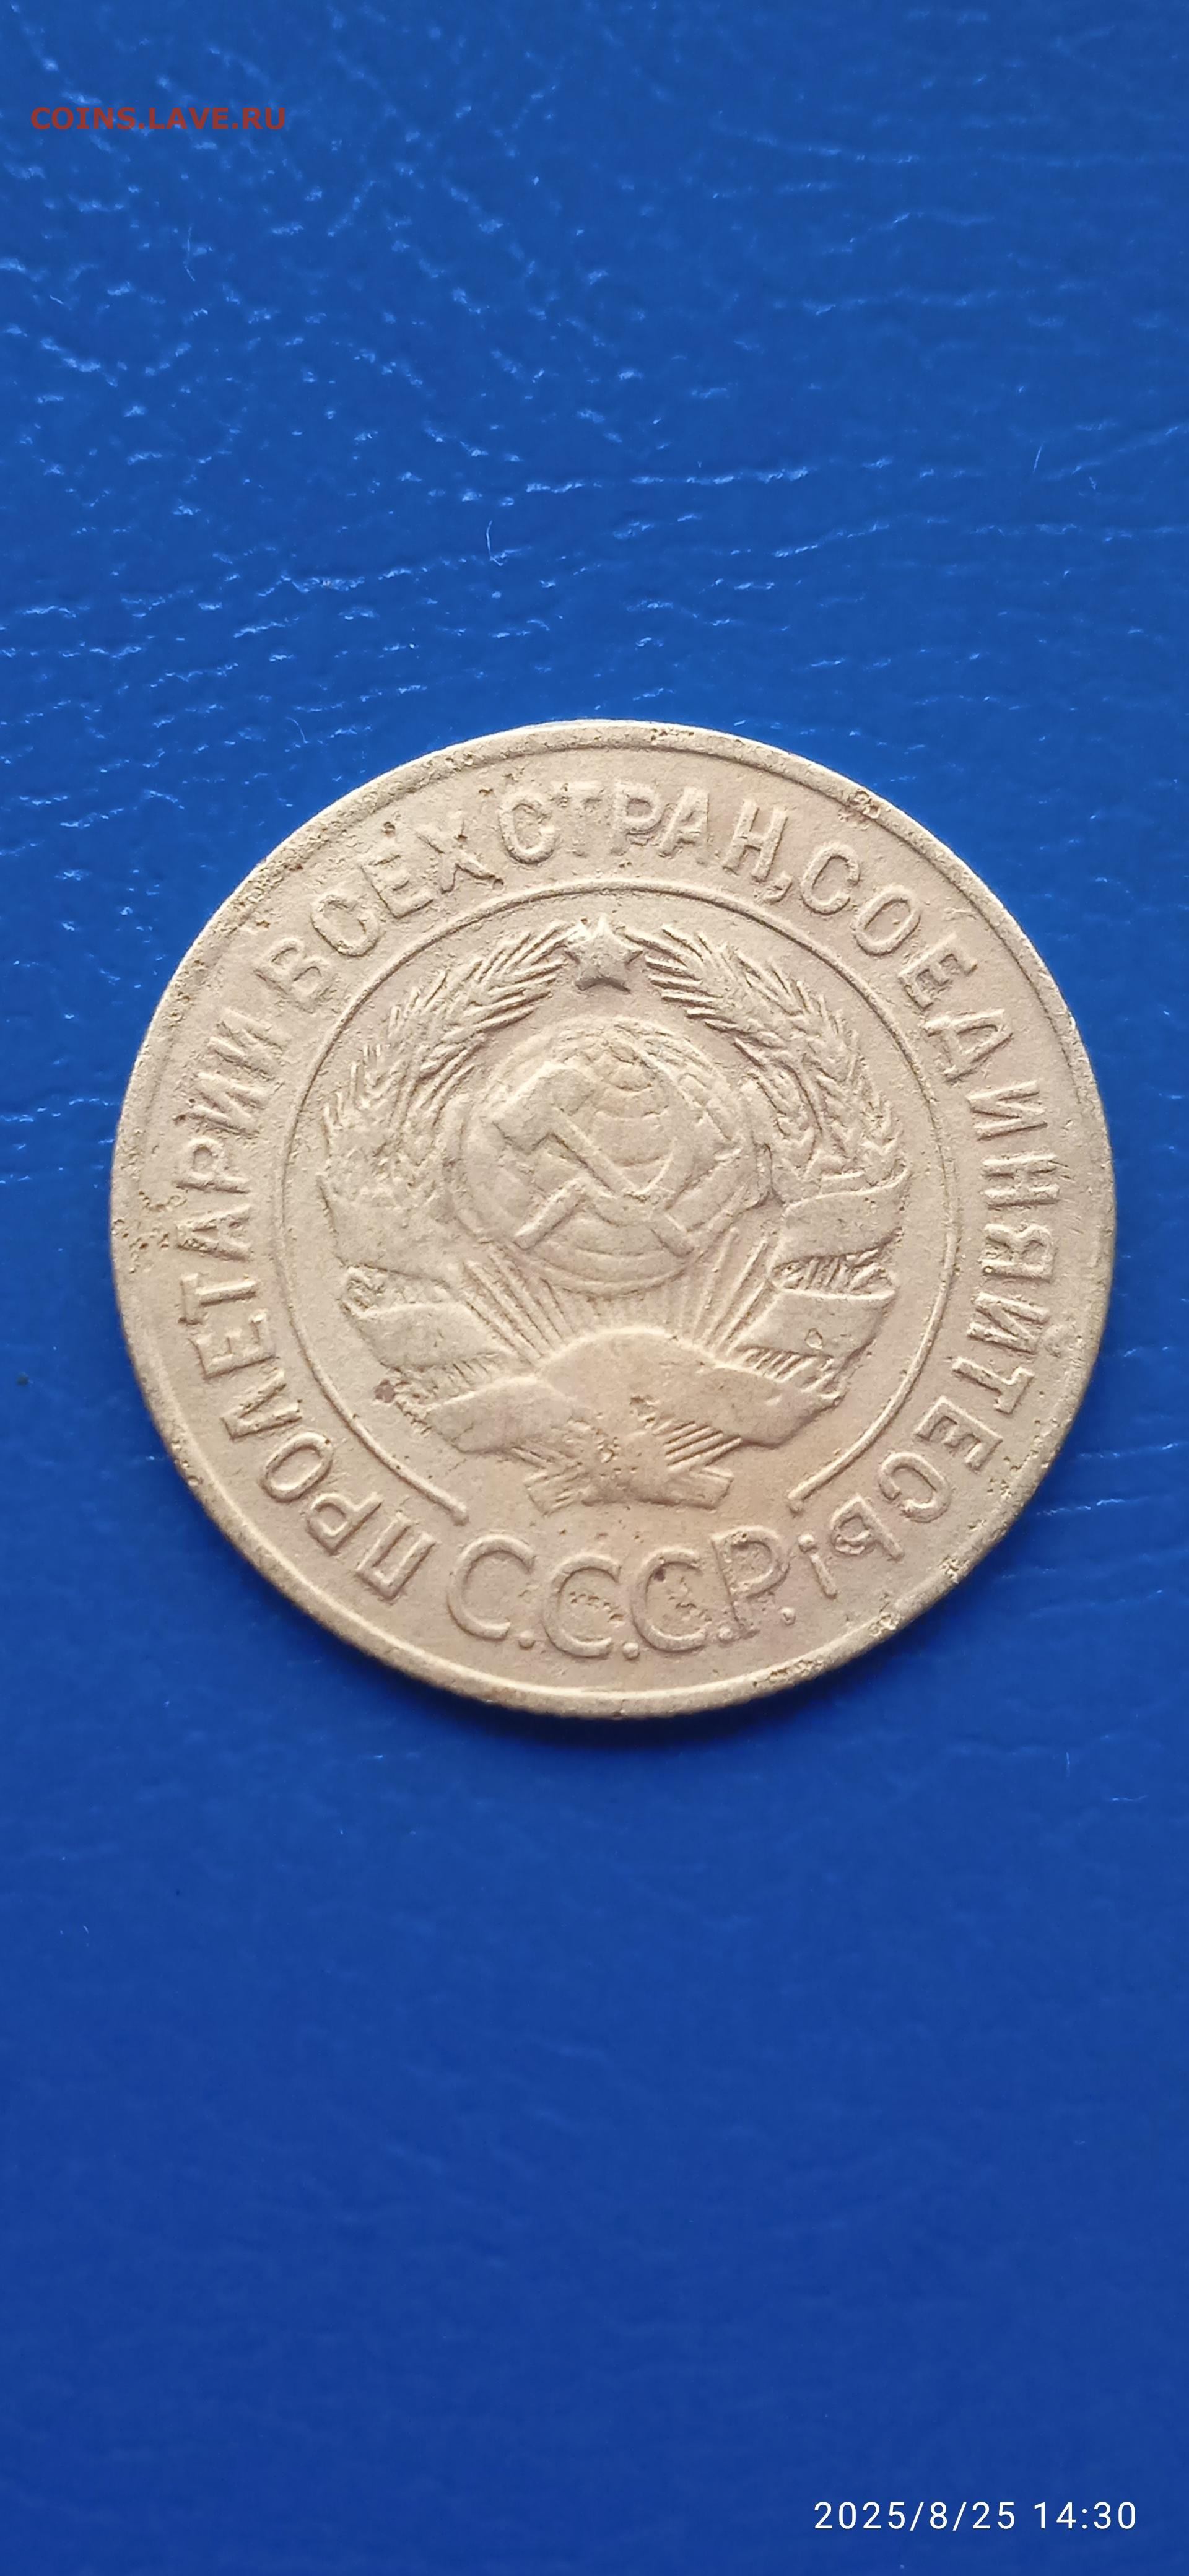 COINS.LAVE.RU
ПРОЛЕТАРИИ ВСЕХ СТРАН, СОЕДИНЯЙТЕСЬ!
С.С.С.Р.
2025/8/25 14:30